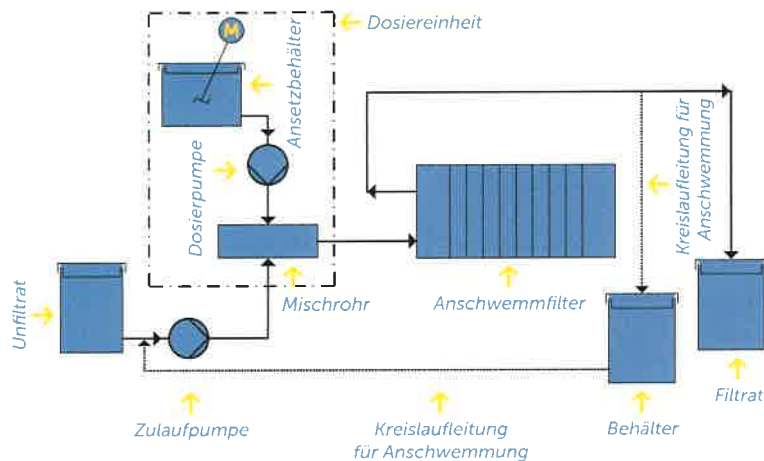 M
Dosiereinheit
Ansetzbehälter
Dosierpumpe
Kreislaufleitung für
Anschwemmung
Unfiltrat
Mischrohr
Anschwemmfilter
Filtrat
Zulaufpumpe
Kreislaufleitung
für Anschwemmung
Behälter